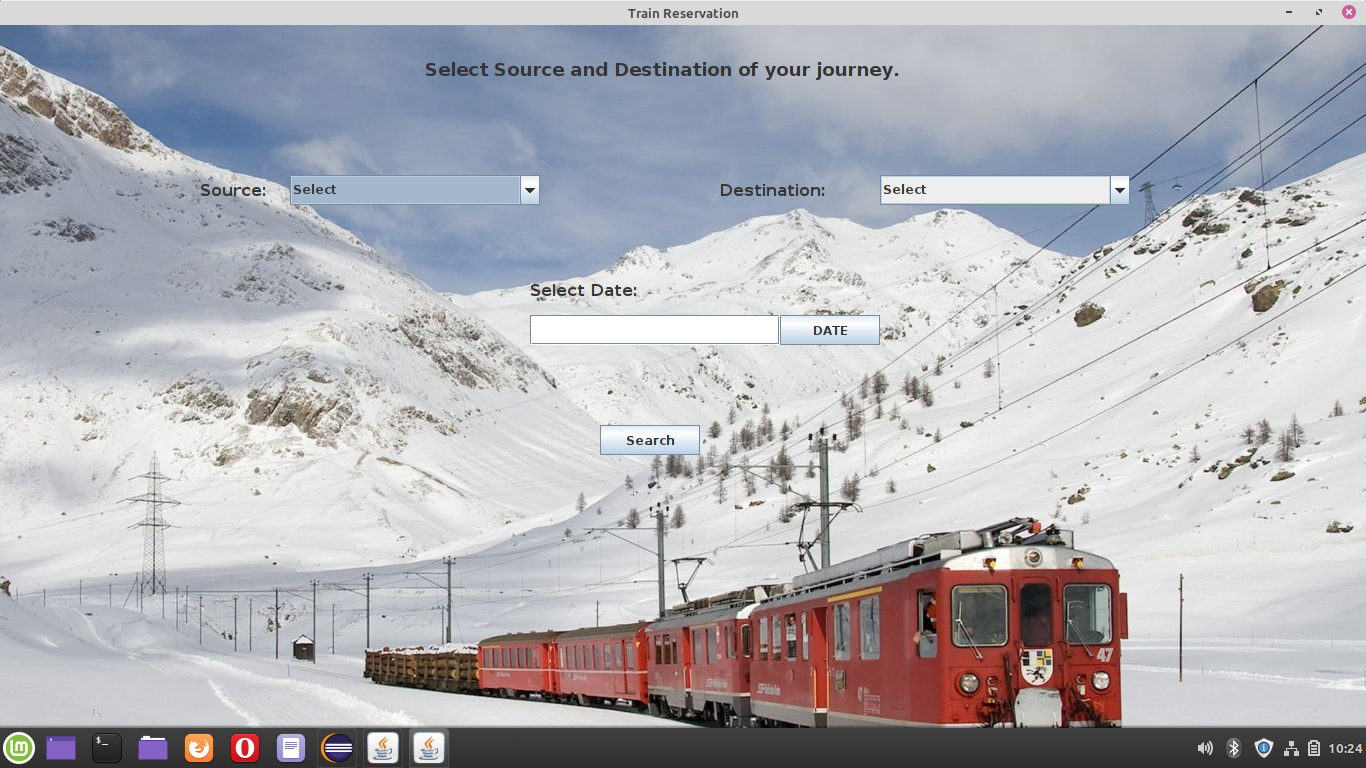 Train Reservation
Select Source and Destination of your journey.
Source: Select Destination: Select
Select Date:
DATE
Search
47
10:24